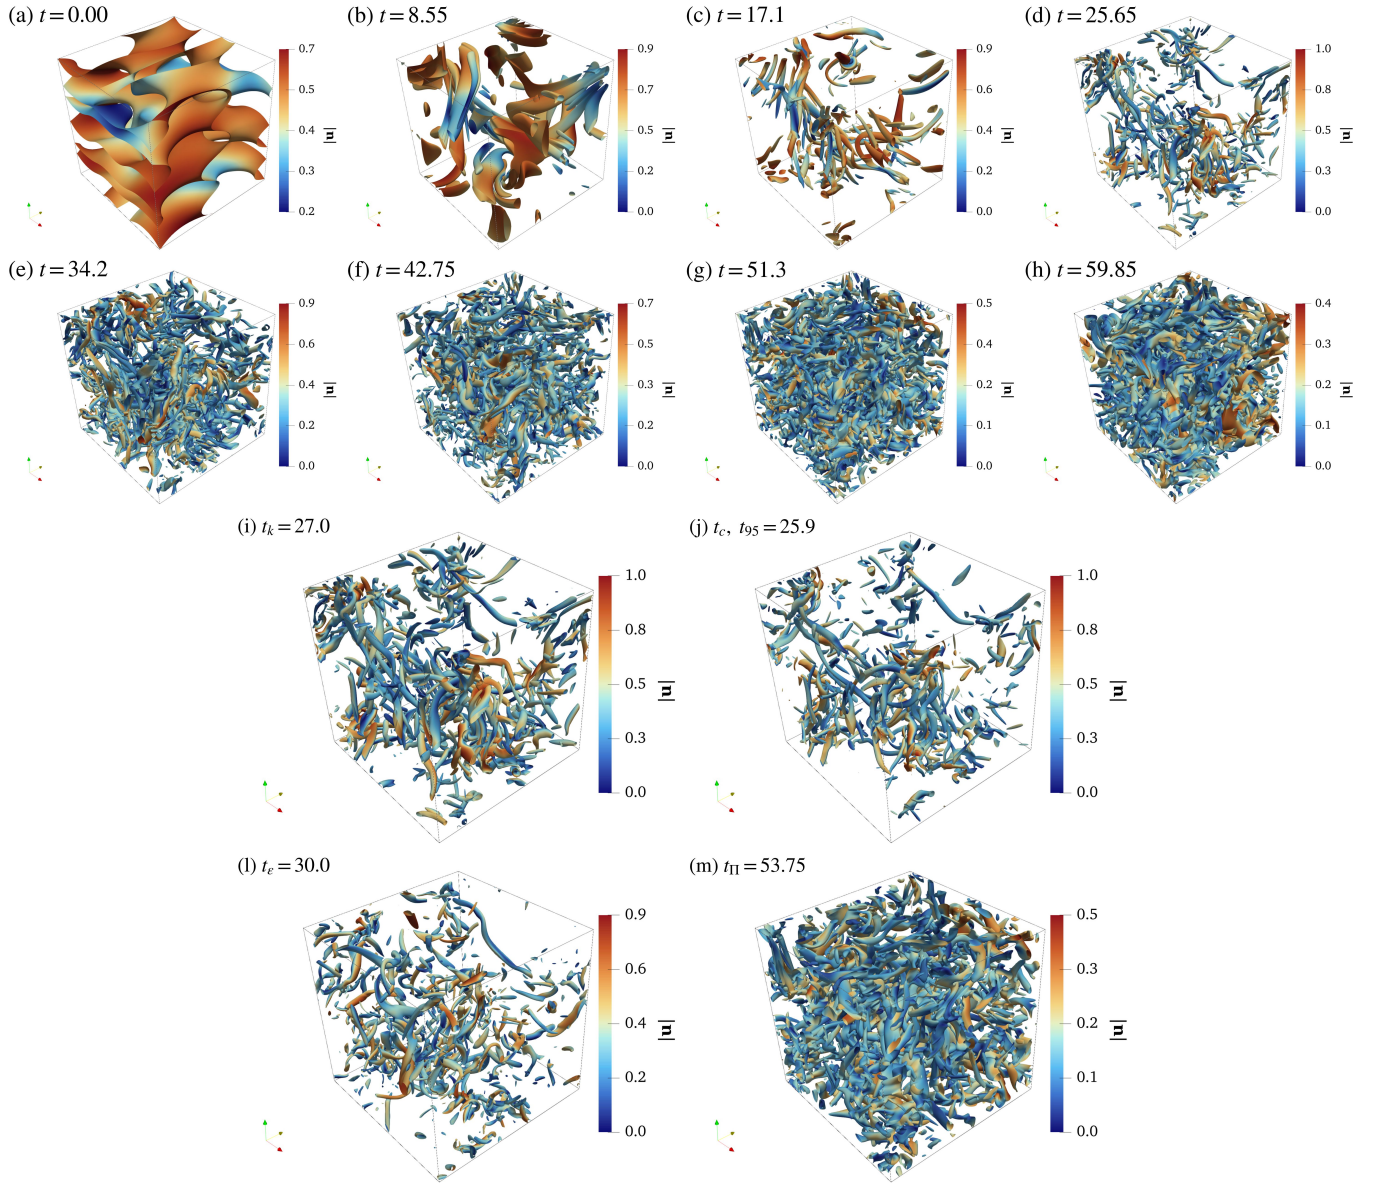 (a) t = 0.00
0.7
0.6
0.4
0.3
0.2
|u|
(b) t = 8.55
0.9
0.7
0.5
0.2
0.0
|u|
(c) t = 17.1
0.9
0.6
0.4
0.2
0.0
|u|
(d) t = 25.65
1.0
0.8
0.5
0.3
0.0
|u|
(e) t = 34.2
0.9
0.6
0.4
0.2
0.0
|u|
(f) t = 42.75
0.7
0.5
0.3
0.2
0.0
|u|
(g) t = 51.3
0.5
0.4
0.2
0.1
0.0
|u|
(h) t = 59.85
0.4
0.3
0.2
0.1
0.0
|u|
(i) tₖ = 27.0
1.0
0.8
0.5
0.3
0.0
|u|
(j) t_c, t₉₅ = 25.9
1.0
0.8
0.5
0.3
0.0
|u|
(l) t_ε = 30.0
0.9
0.6
0.4
0.2
0.0
|u|
(m) t_Π = 53.75
0.5
0.3
0.2
0.1
0.0
|u|